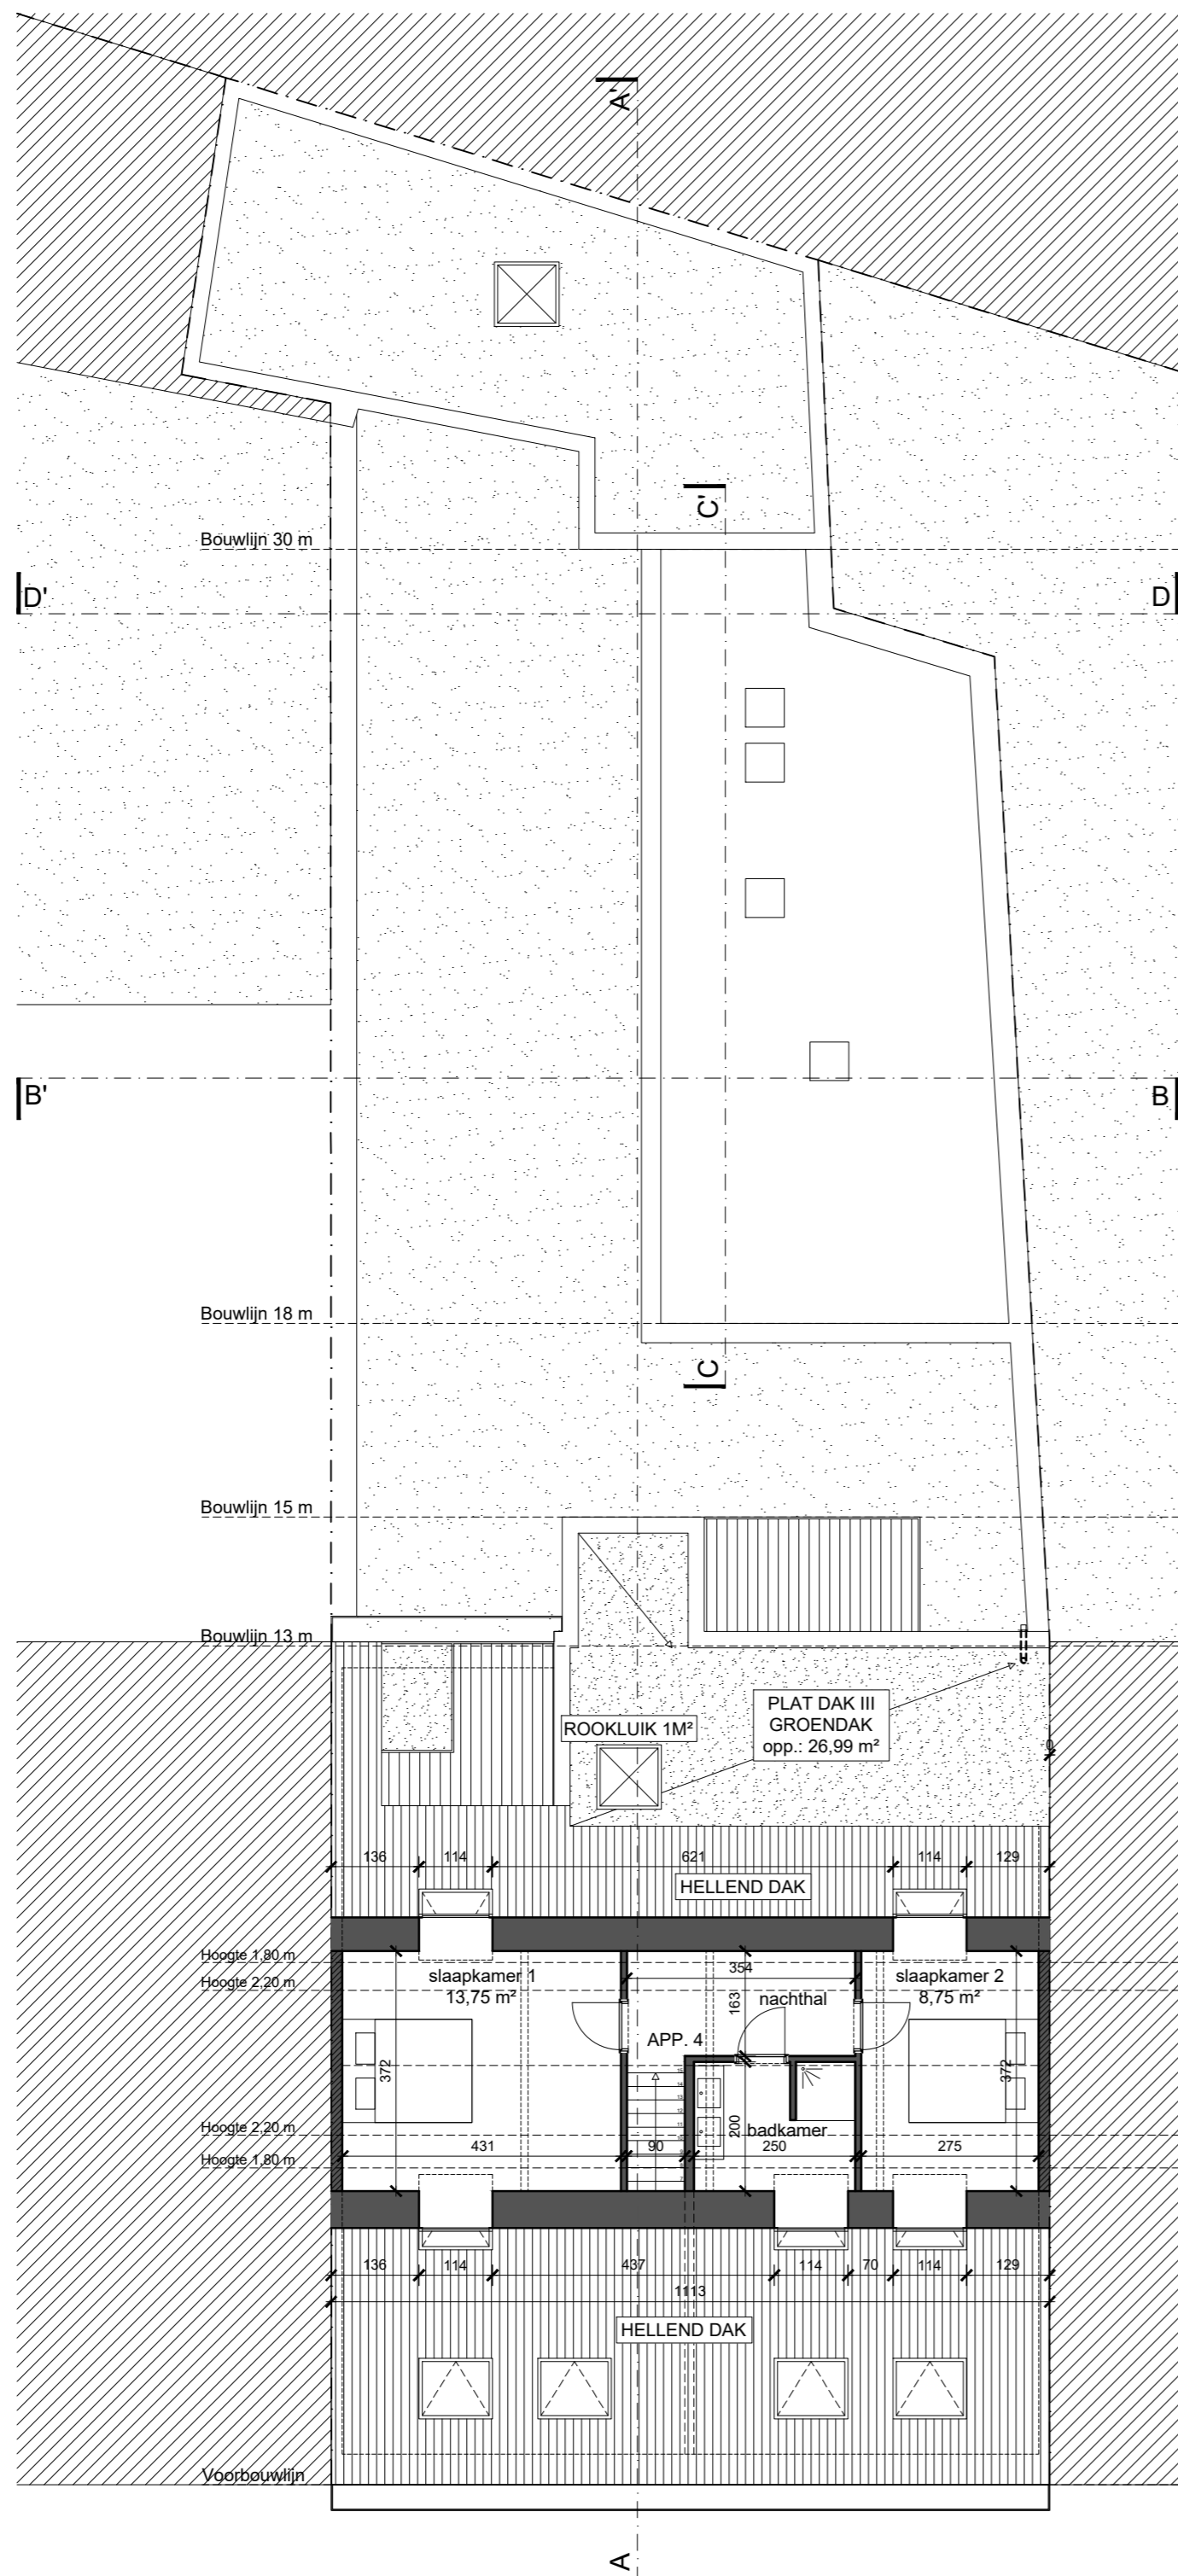 A'
C'
Bouwlijn 30 m
D'
D
B'
B
Bouwlijn 18 m
C
Bouwlijn 15 m
Bouwlijn 13 m
PLAT DAK III
GROENDAK
opp.: 26,99 m²
ROOKLUIK 1M²
0
136
114
621
114
129
HELLEND DAK
Hoogte 1,80 m
Hoogte 2,20 m
slaapkamer 1
13,75 m²
354
163
nachthal
slaapkamer 2
8,75 m²
APP. 4
372
372
200
badkamer
Hoogte 2,20 m
Hoogte 1,80 m
431
90
250
275
136
114
437
114
70
114
129
1113
HELLEND DAK
Voorbouwlijn
A